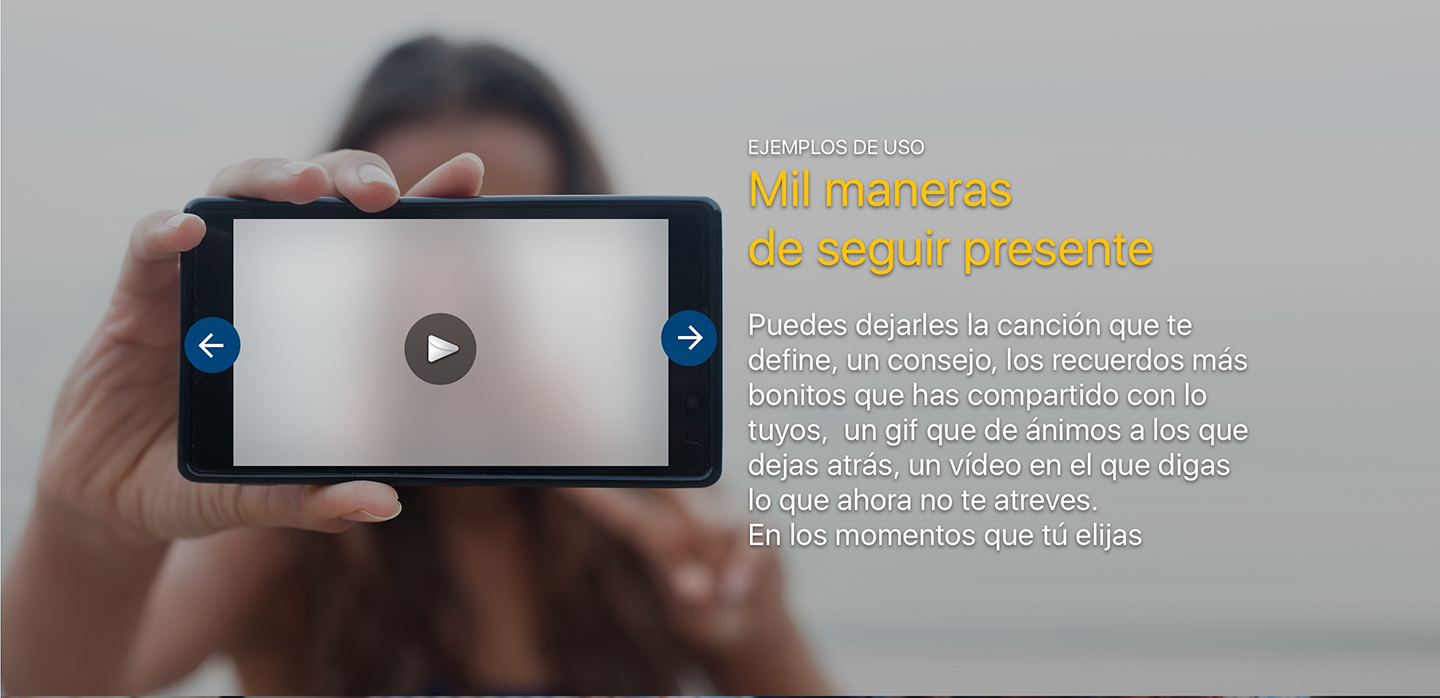 EJEMPLOS DE USO
Mil maneras
de seguir presente
Puedes dejarles la canción que te
define, un consejo, los recuerdos más
bonitos que has compartido con lo
tuyos,  un gif que de ánimos a los que
dejas atrás, un vídeo en el que digas
lo que ahora no te atreves.
En los momentos que tú elijas